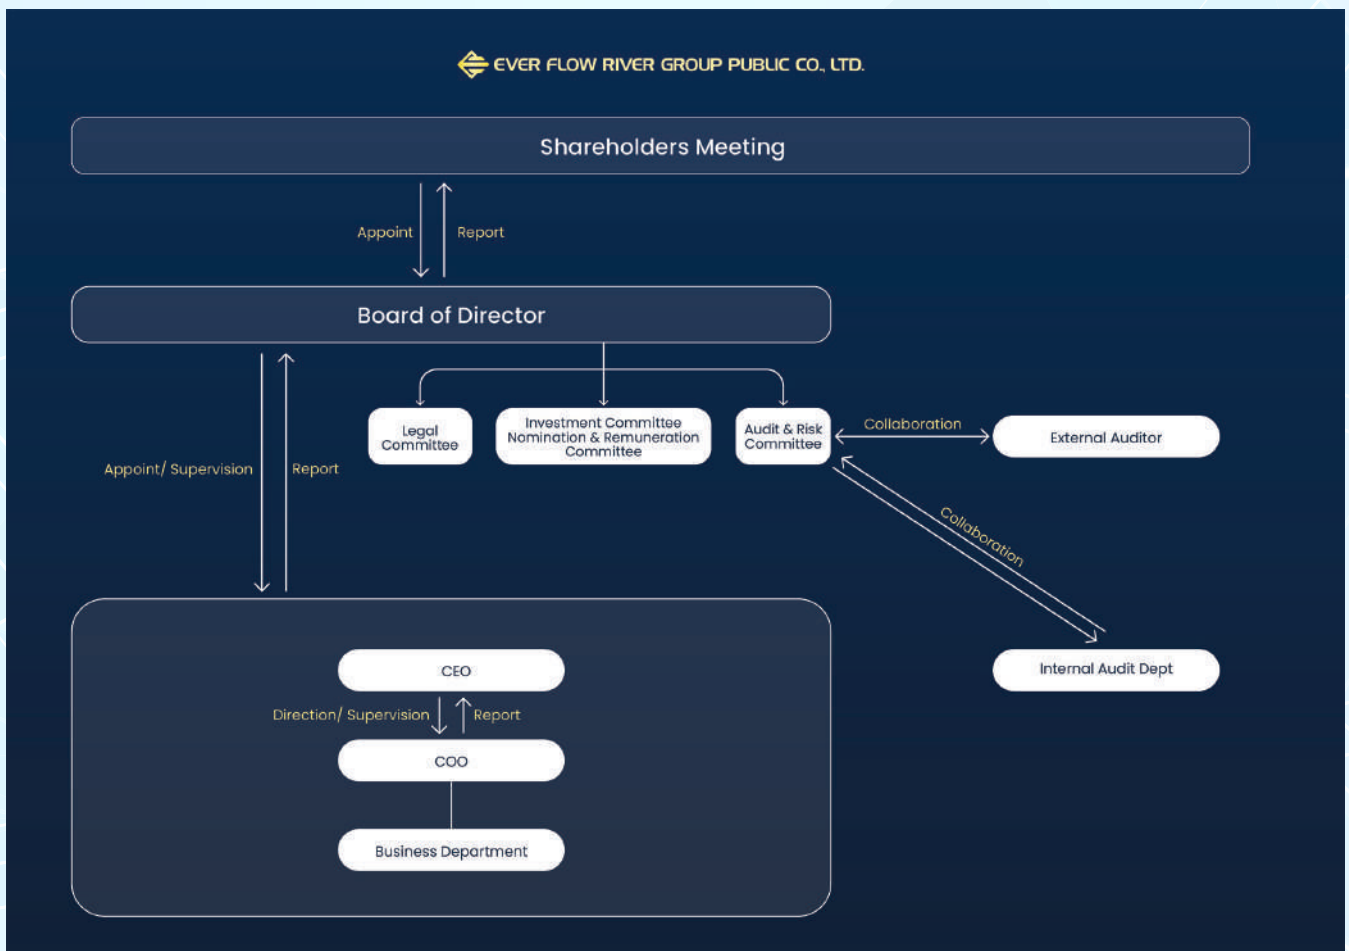 EVER FLOW RIVER GROUP PUBLIC CO., LTD.
Shareholders Meeting
Appoint
Report
Board of Director
Legal
Committee
Investment Committee
Nomination & Remuneration
Committee
Audit & Risk
Committee
Collaboration
External Auditor
Appoint/ Supervision
Report
Collaboration
Internal Audit Dept
CEO
Direction/ Supervision
Report
COO
Business Department